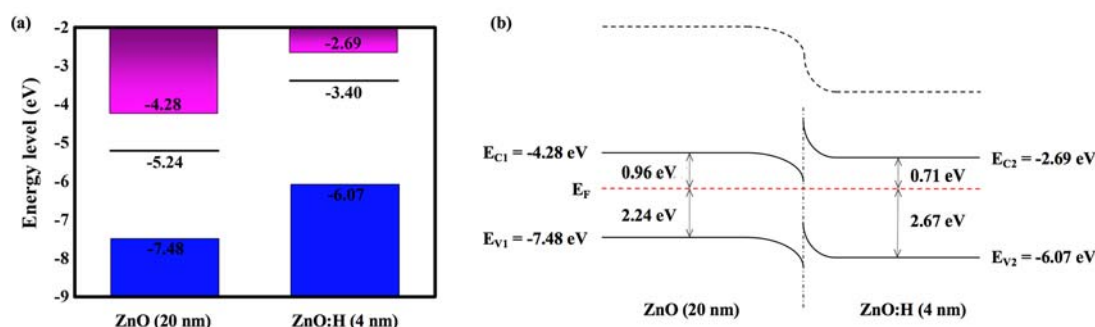 (a)
-2
-3
-4
-5
-6
-7
-8
-9
Energy level (eV)
-4.28
-5.24
-7.48
-2.69
-3.40
-6.07
ZnO (20 nm)
ZnO:H (4 nm)
(b)
E_C1 = -4.28 eV
0.96 eV
E_F
2.24 eV
E_V1 = -7.48 eV
E_C2 = -2.69 eV
0.71 eV
2.67 eV
E_V2 = -6.07 eV
ZnO (20 nm)
ZnO:H (4 nm)